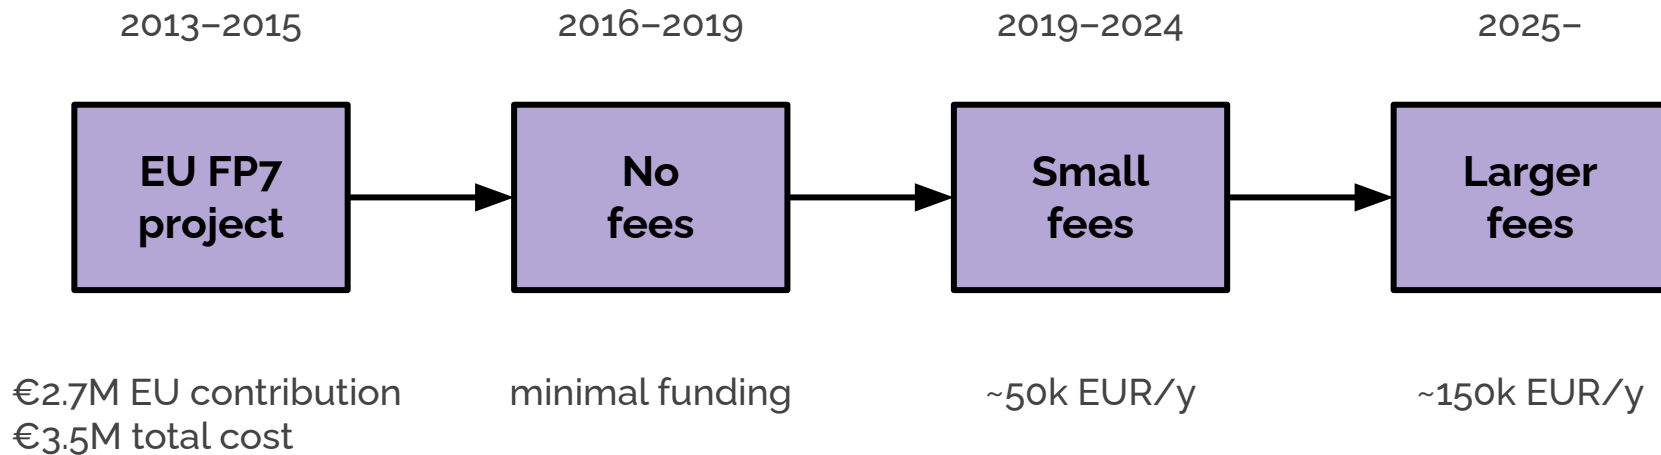 2013–2015
2016–2019
2019–2024
2025–
EU FP7
project
No
fees
Small
fees
Larger
fees
€2.7M EU contribution
€3.5M total cost
minimal funding
~50k EUR/y
~150k EUR/y